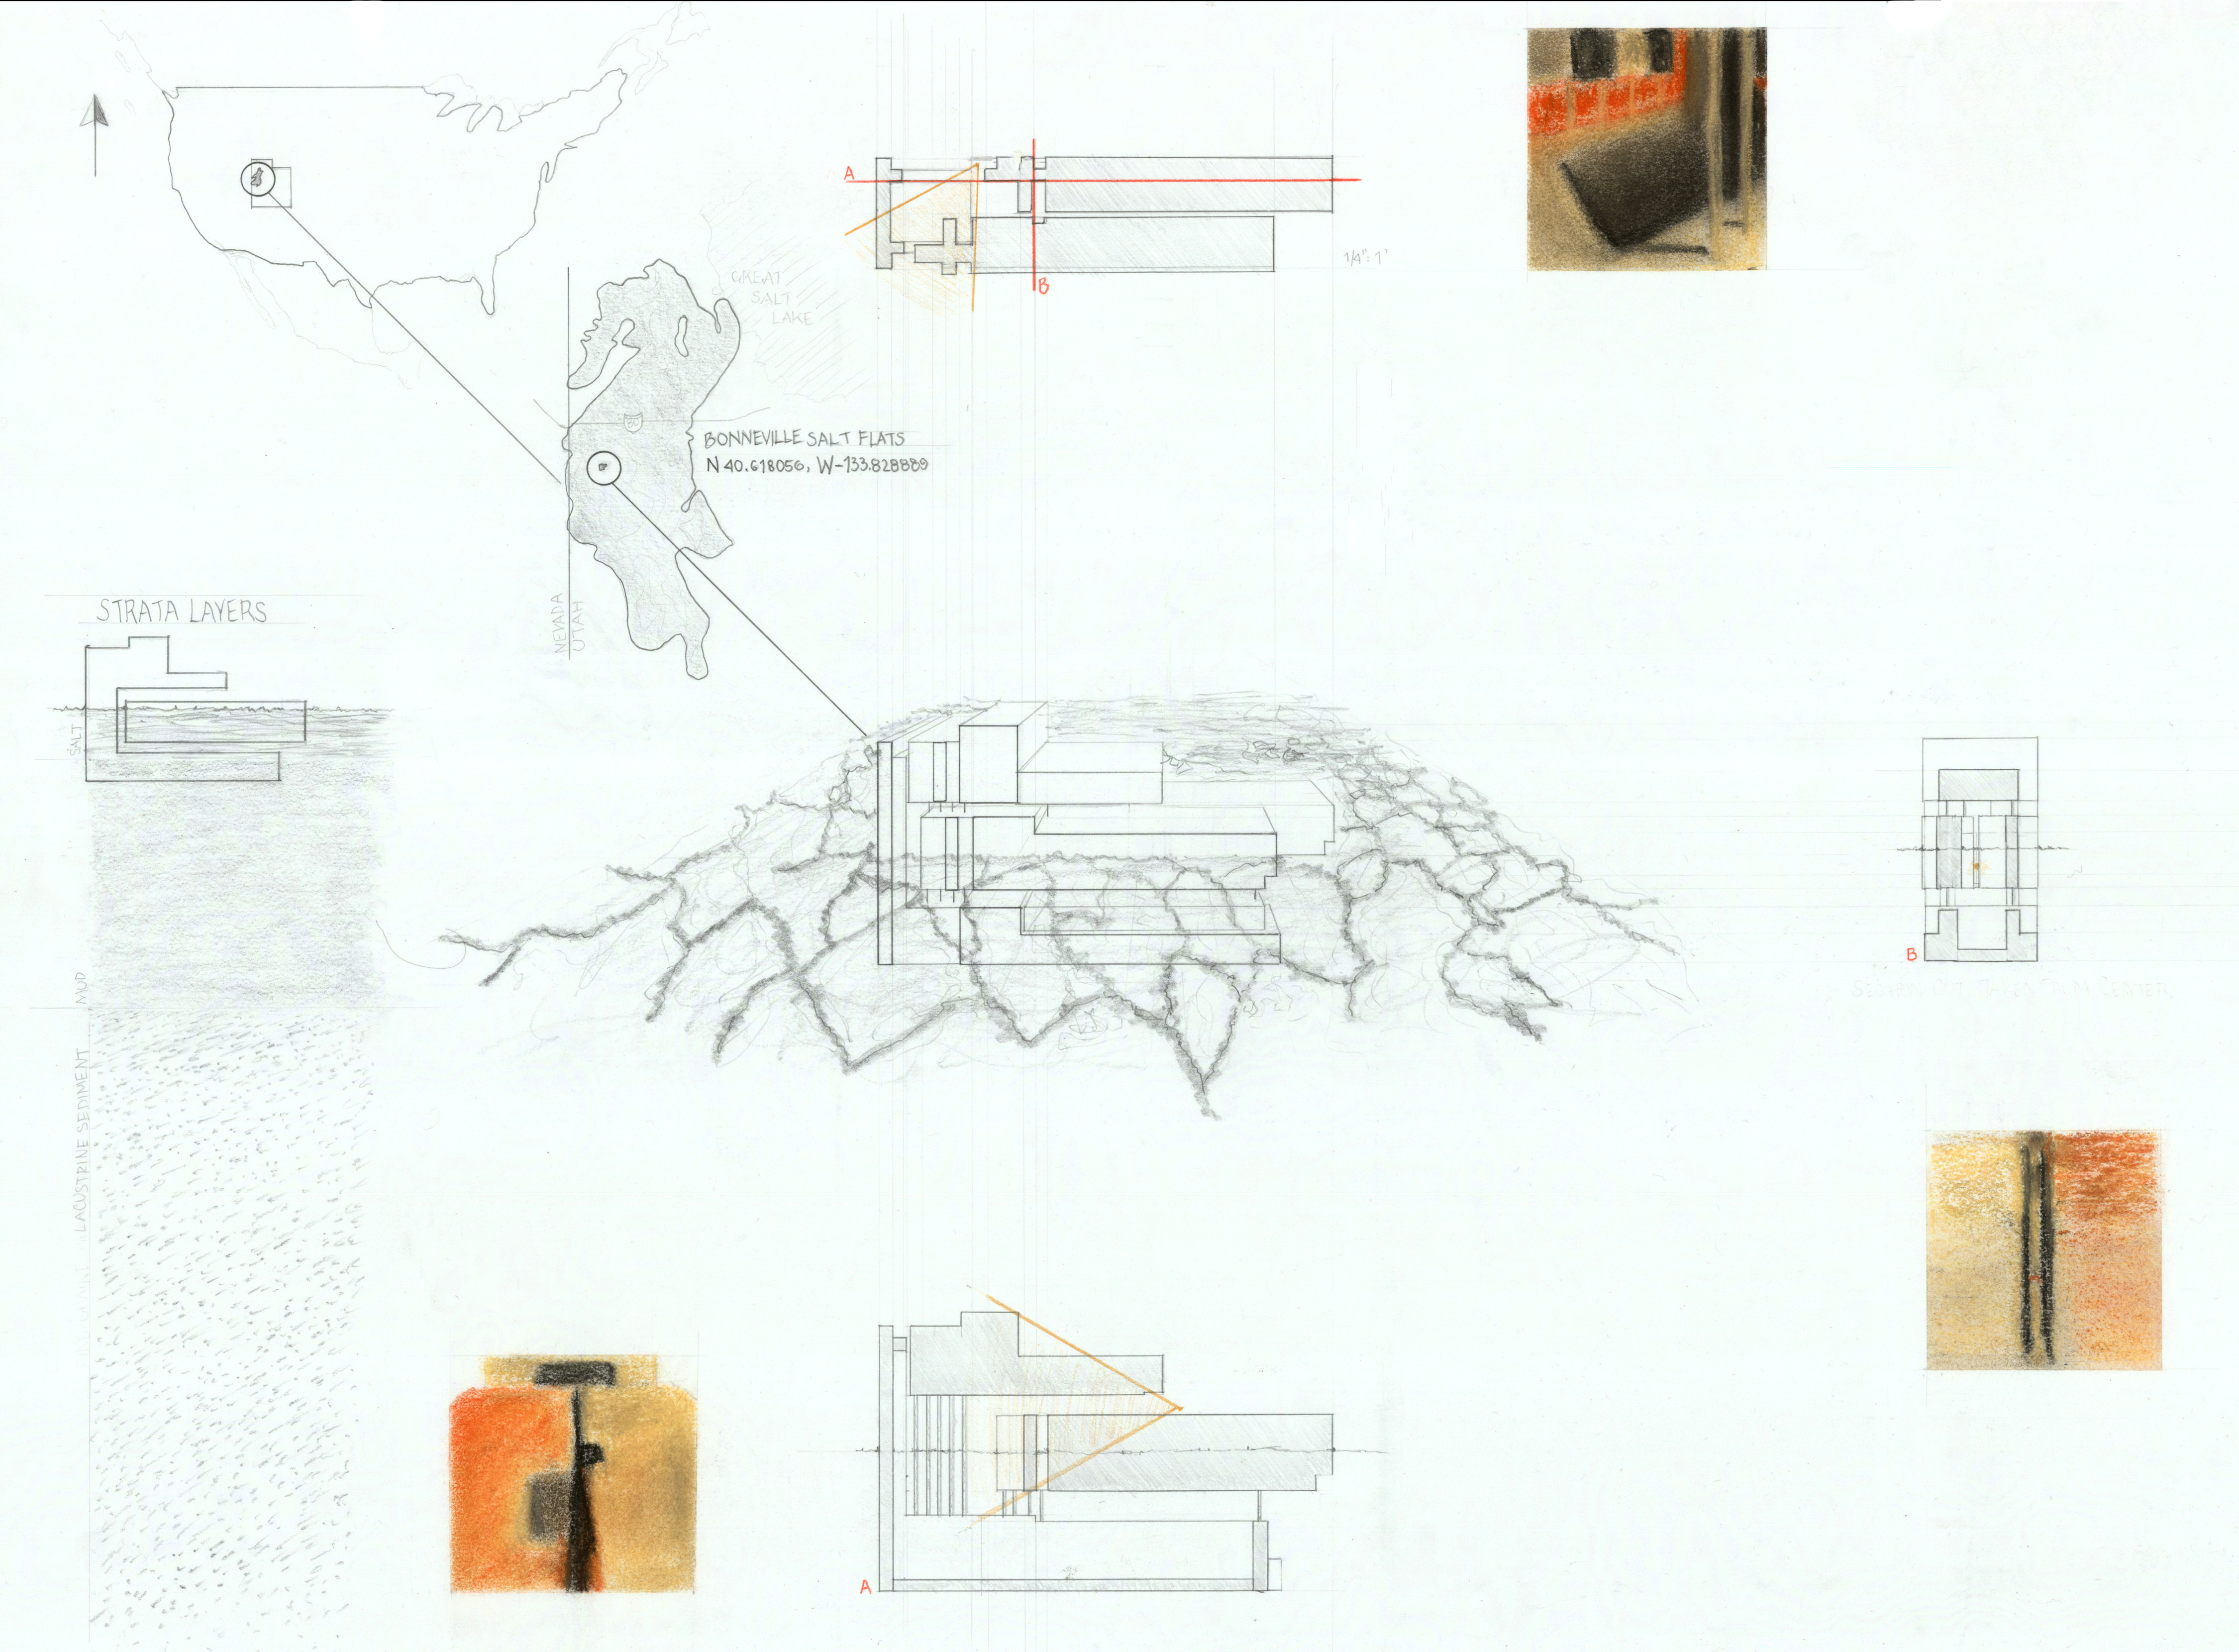 A
B
1/4": 1'
GREAT
SALT
LAKE
80
BONNEVILLE SALT FLATS
N 40.618056, W-133.828889
NEVADA
UTAH
STRATA LAYERS
SALT
MUD
LACUSTRINE SEDIMENT
B
A